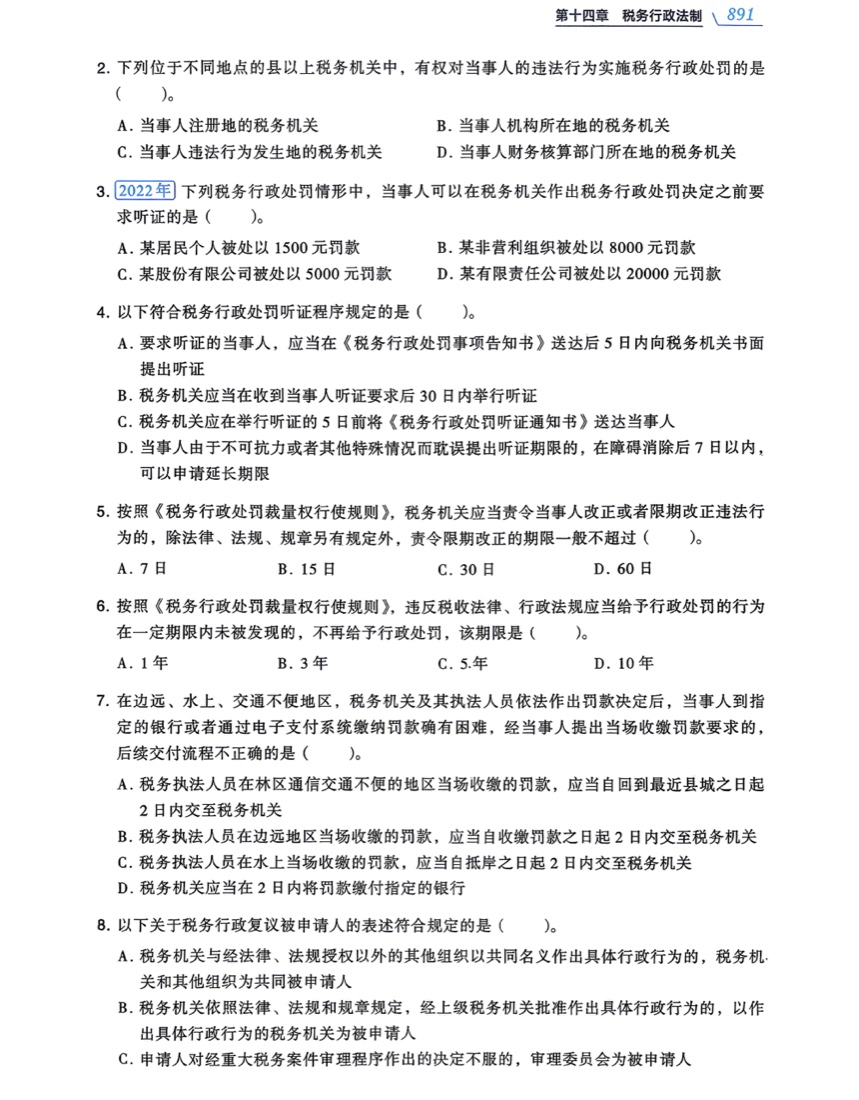 第十四章 税务行政法制 891
2. 下列位于不同地点的县以上税务机关中，有权对当事人的违法行为实施税务行政处罚的是
（ ）。
A. 当事人注册地的税务机关 B. 当事人机构所在地的税务机关
C. 当事人违法行为发生地的税务机关 D. 当事人财务核算部门所在地的税务机关
3. 2022年 下列税务行政处罚情形中，当事人可以在税务机关作出税务行政处罚决定之前要
求听证的是（ ）。
A. 某居民个人被处以 1500 元罚款 B. 某非营利组织被处以 8000 元罚款
C. 某股份有限公司被处以 5000 元罚款 D. 某有限责任公司被处以 20000 元罚款
4. 以下符合税务行政处罚听证程序规定的是（ ）。
A. 要求听证的当事人，应当在《税务行政处罚事项告知书》送达后 5 日内向税务机关书面
提出听证
B. 税务机关应当在收到当事人听证要求后 30 日内举行听证
C. 税务机关应在举行听证的 5 日前将《税务行政处罚听证通知书》送达当事人
D. 当事人由于不可抗力或者其他特殊情况而耽误提出听证期限的，在障碍消除后 7 日以内，
可以申请延长期限
5. 按照《税务行政处罚裁量权行使规则》，税务机关应当责令当事人改正或者限期改正违法行
为的，除法律、法规、规章另有规定外，责令限期改正的期限一般不超过（ ）。
A. 7 日 B. 15 日 C. 30 日 D. 60 日
6. 按照《税务行政处罚裁量权行使规则》，违反税收法律、行政法规应当给予行政处罚的行为
在一定期限内未被发现的，不再给予行政处罚，该期限是（ ）。
A. 1 年 B. 3 年 C. 5 年 D. 10 年
7. 在边远、水上、交通不便地区，税务机关及其执法人员依法作出罚款决定后，当事人到指
定的银行或者通过电子支付系统缴纳罚款确有困难，经当事人提出当场收缴罚款要求的，
后续交付流程不正确的是（ ）。
A. 税务执法人员在林区通信交通不便的地区当场收缴的罚款，应当自回到最近县城之日起
2 日内交至税务机关
B. 税务执法人员在边远地区当场收缴的罚款，应当自收缴罚款之日起 2 日内交至税务机关
C. 税务执法人员在水上当场收缴的罚款，应当自抵岸之日起 2 日内交至税务机关
D. 税务机关应当在 2 日内将罚款缴付指定的银行
8. 以下关于税务行政复议被申请人的表述符合规定的是（ ）。
A. 税务机关与经法律、法规授权以外的其他组织以共同名义作出具体行政行为的，税务机
关和其他组织为共同被申请人
B. 税务机关依照法律、法规和规章规定，经上级税务机关批准作出具体行政行为的，以作
出具体行政行为的税务机关为被申请人
C. 申请人对经重大税务案件审理程序作出的决定不服的，审理委员会为被申请人